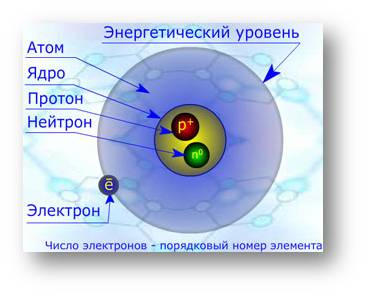 Энергетический уровень
Атом
Ядро
Протон
Нейтрон
p⁺
n⁰
ē
Электрон
Число электронов - порядковый номер элемента